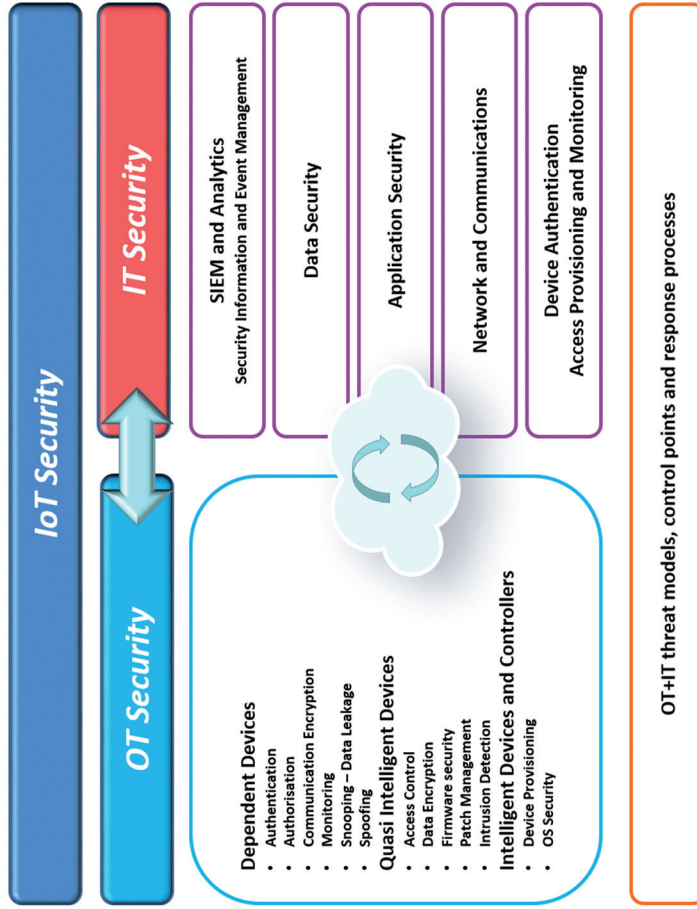 IoT Security
OT Security
IT Security
Dependent Devices
• Authentication
• Authorisation
• Communication Encryption
• Monitoring
• Snooping – Data Leakage
• Spoofing
Quasi Intelligent Devices
• Access Control
• Data Encryption
• Firmware security
• Patch Management
• Intrusion Detection
Intelligent Devices and Controllers
• Device Provisioning
• OS Security
SIEM and Analytics
Security Information and Event Management
Data Security
Application Security
Network and Communications
Device Authentication
Access Provisioning and Monitoring
OT+IT threat models, control points and response processes